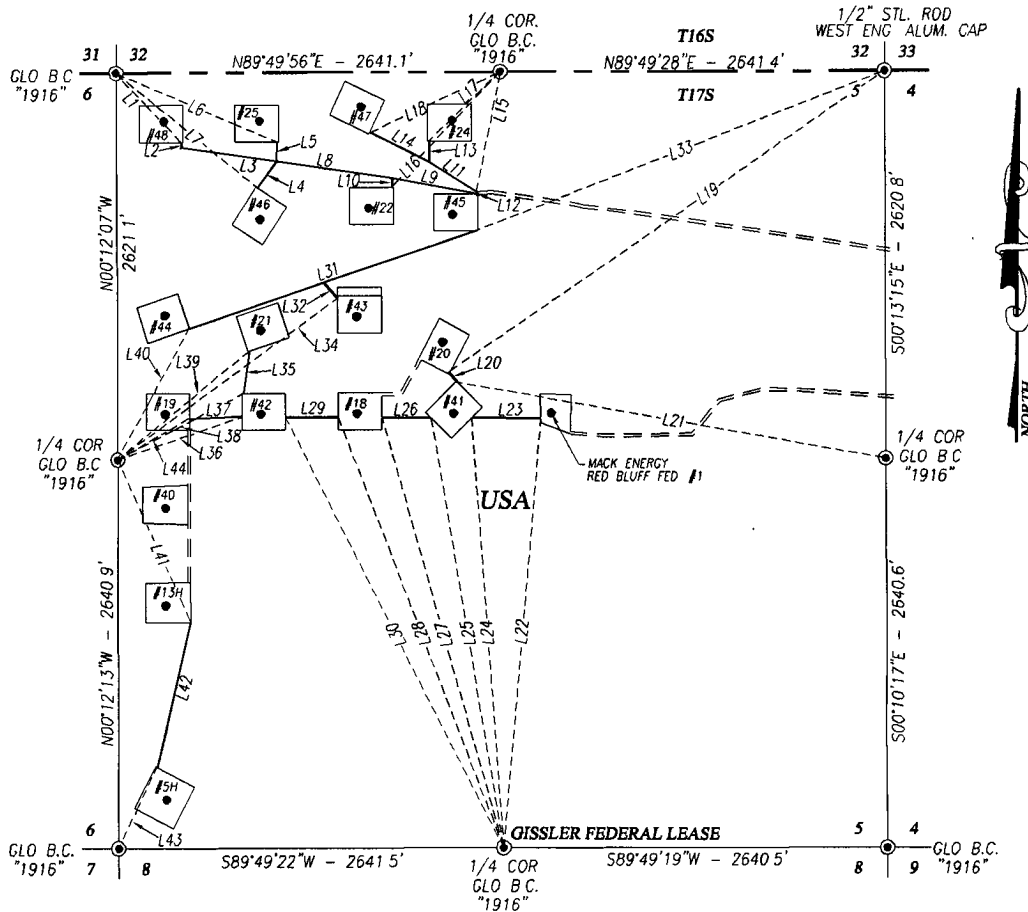 1/4 COR.
GLO B.C.
"1916"
T16S
1/2" STL. ROD
WEST ENG ALUM. CAP
31 32
N89°49'56"E - 2641.1'
N89°49'28"E - 2641 4'
32 33
GLO B C
"1916"
6
T17S
5 4
L1
L6
L7
#25
#47
L18
L17
#24
L15
#48
L2
L5
L14
L13
L33
L3
L4
L8
L10
L16
L11
L9
L12
L19
#46
#22
#45
N00°12'07"W
2621 1'
S00°13'15"E - 2620 8'
L31
L32
#43
#44
#21
L34
#20
L40
L39
L35
L20
#19
L37
#42
L29
#18
L26
#41
L23
L21
L38
L36
L44
1/4 COR
GLO B.C
"1916"
1/4 COR
GLO B C
"1916"
MACK ENERGY
RED BLUFF FED #1
USA
NORTH
#40
L41
#13H
N00°12'13"W - 2640 9'
L30
L28
L27
L25
L24
L22
S00°10'17"E - 2640.6'
L42
#5H
L43
6
GISSLER FEDERAL LEASE
5 4
GLO B.C.
"1916"
7 8
S89°49'22"W - 2641 5'
1/4 COR
GLO B C.
"1916"
S89°49'19"W - 2640 5'
8 9
GLO B.C.
"1916"